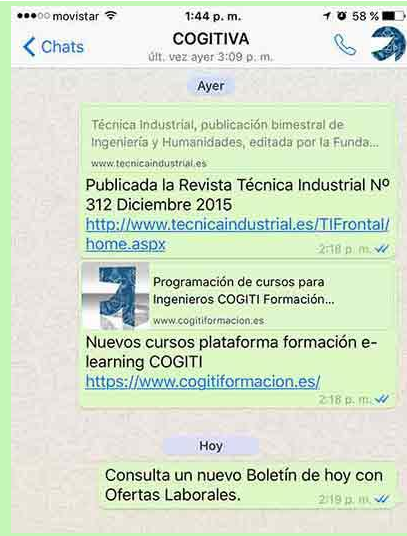 movistar 1:44 p. m. 58 %
Chats
COGITIVA
últ. vez ayer 3:09 p. m.
Ayer
Técnica Industrial, publicación bimestral de
Ingeniería y Humanidades, editada por la Funda...
www.tecnicaindustrial.es
Publicada la Revista Técnica Industrial Nº
312 Diciembre 2015
http://www.tecnicaindustrial.es/TIFrontal/
home.aspx
2:18 p. m.
Programación de cursos para
Ingenieros COGITI Formación...
www.cogitiformacion.es
Nuevos cursos plataforma formación e-
learning COGITI
https://www.cogitiformacion.es/
2:18 p. m.
Hoy
Consulta un nuevo Boletín de hoy con
Ofertas Laborales.
2:19 p. m.